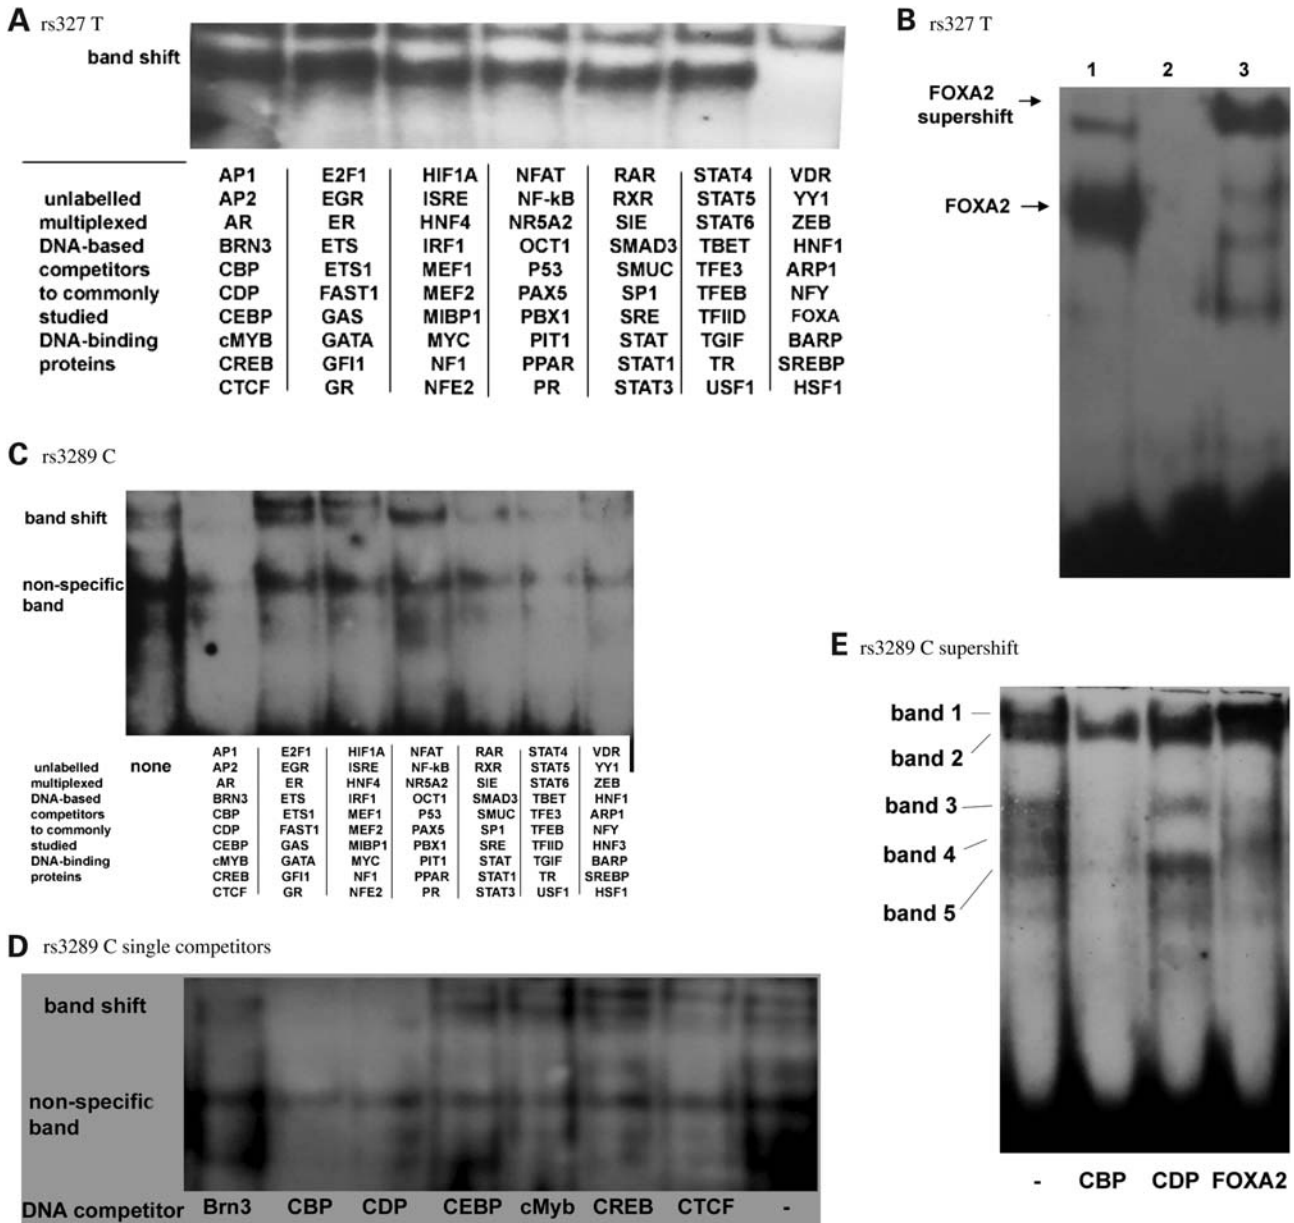 A rs327 T
band shift
unlabelled
multiplexed
DNA-based
competitors
to commonly
studied
DNA-binding
proteins
AP1 E2F1 HIF1A NFAT RAR STAT4 VDR
AP2 EGR ISRE NF-kB RXR STAT5 YY1
AR ER HNF4 NR5A2 SIE STAT6 ZEB
BRN3 ETS IRF1 OCT1 SMAD3 TBET HNF1
CBP ETS1 MEF1 P53 SMUC TFE3 ARP1
CDP FAST1 MEF2 PAX5 SP1 TFEB NFY
CEBP GAS MIBP1 PBX1 SRE TFIID FOXA
cMYB GATA MYC PIT1 STAT TGIF BARP
CREB GFI1 NF1 PPAR STAT1 TR SREBP
CTCF GR NFE2 PR STAT3 USF1 HSF1
B rs327 T
1 2 3
FOXA2
supershift
FOXA2
C rs3289 C
band shift
non-specific
band
unlabelled
multiplexed
DNA-based
competitors
to commonly
studied
DNA-binding
proteins
none
AP1 E2F1 HIF1A NFAT RAR STAT4 VDR
AP2 EGR ISRE NF-kB RXR STAT5 YY1
AR ER HNF4 NR5A2 SIE STAT6 ZEB
BRN3 ETS IRF1 OCT1 SMAD3 TBET HNF1
CBP ETS1 MEF1 P53 SMUC TFE3 ARP1
CDP FAST1 MEF2 PAX5 SP1 TFEB NFY
CEBP GAS MIBP1 PBX1 SRE TFIID HNF3
cMYB GATA MYC PIT1 STAT TGIF BARP
CREB GFI1 NF1 PPAR STAT1 TR SREBP
CTCF GR NFE2 PR STAT3 USF1 HSF1
D rs3289 C single competitors
band shift
non-specific
band
DNA competitor Brn3 CBP CDP CEBP cMyb CREB CTCF -
E rs3289 C supershift
band 1
band 2
band 3
band 4
band 5
- CBP CDP FOXA2